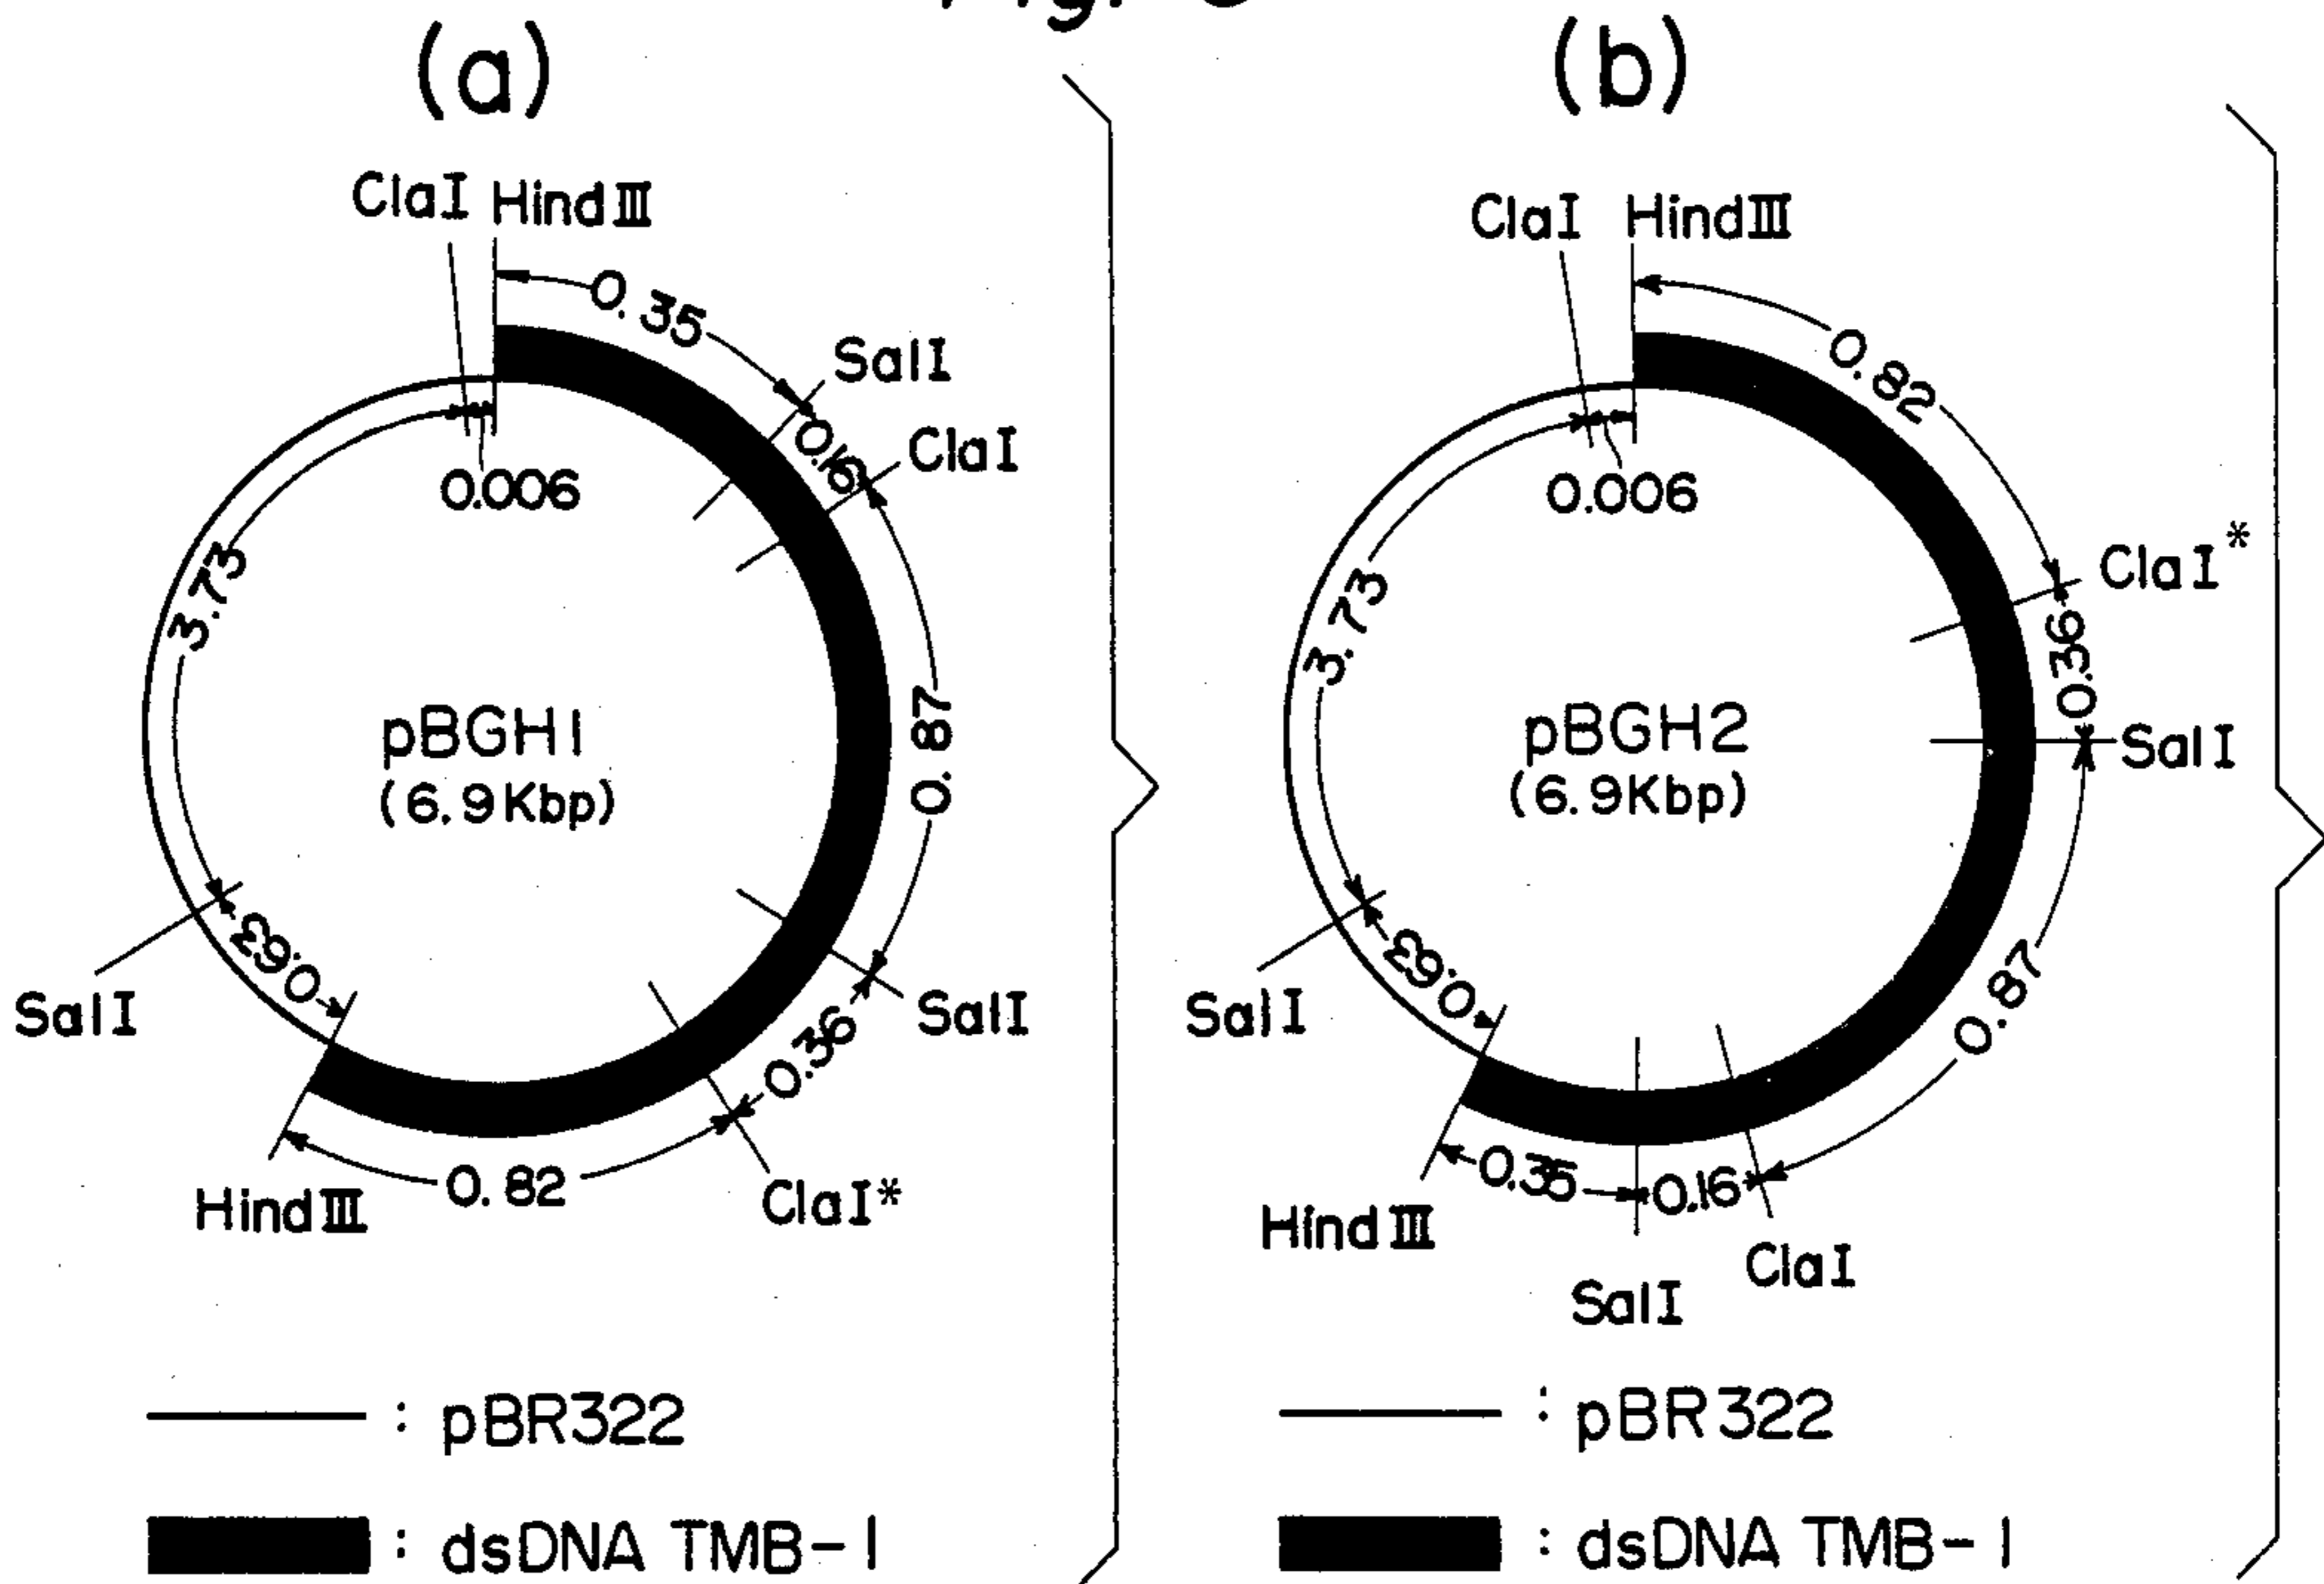 (a)
ClaI HindIII
0.35
SalI
0.16
ClaI
0.006
3.73
pBGH1
(6.9Kbp)
0.87
0.62
SalI
SalI
0.36
HindIII
0.82
ClaI*
: pBR322
: dsDNA TMB-1
(b)
ClaI HindIII
0.82
ClaI*
0.006
0.36
3.73
pBGH2
(6.9Kbp)
SalI
0.62
SalI
0.87
HindIII
0.35
0.16
ClaI
SalI
: pBR322
: dsDNA TMB-1